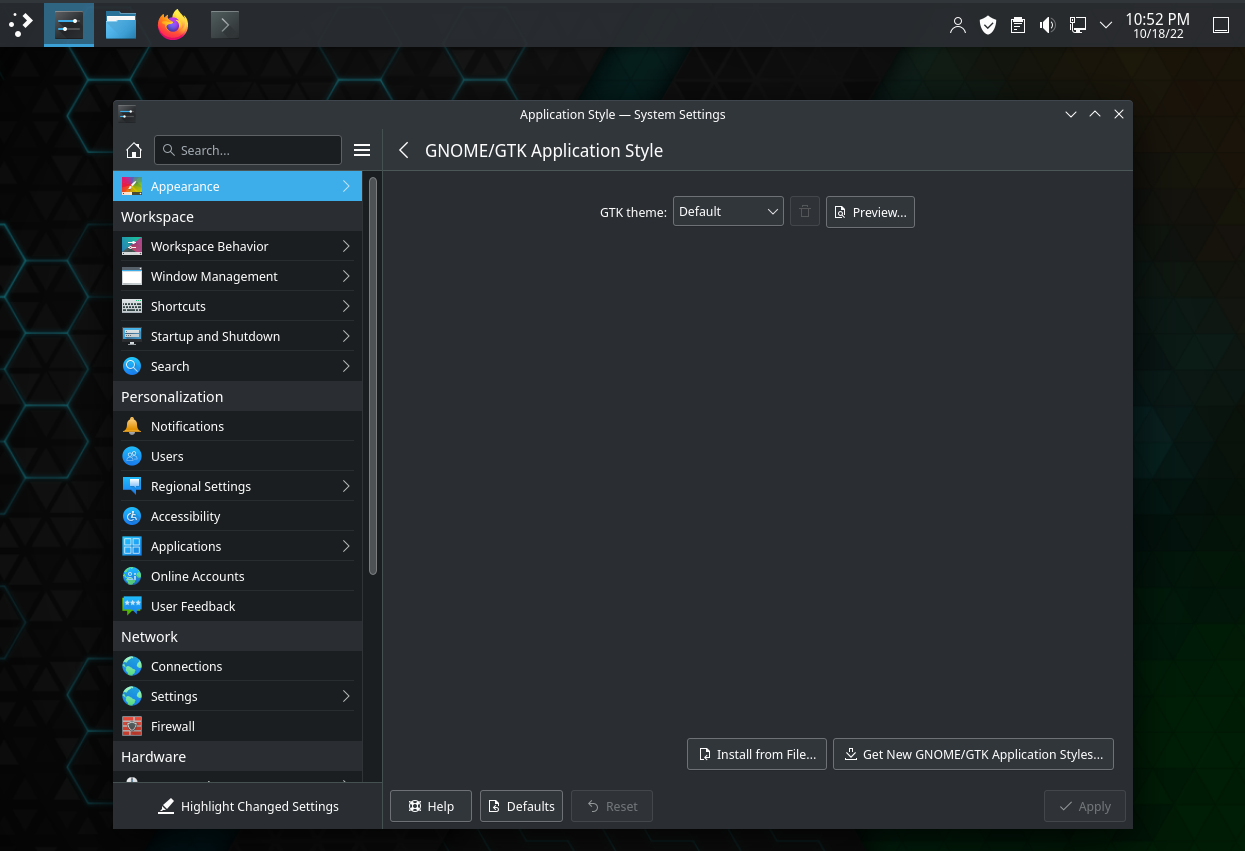 10:52 PM
10/18/22
Application Style — System Settings
Search...
GNOME/GTK Application Style
Appearance
Workspace
Workspace Behavior
Window Management
Shortcuts
Startup and Shutdown
Search
Personalization
Notifications
Users
Regional Settings
Accessibility
Applications
Online Accounts
User Feedback
Network
Connections
Settings
Firewall
Hardware
Highlight Changed Settings
GTK theme: Default Preview...
Install from File... Get New GNOME/GTK Application Styles...
Help Defaults Reset Apply